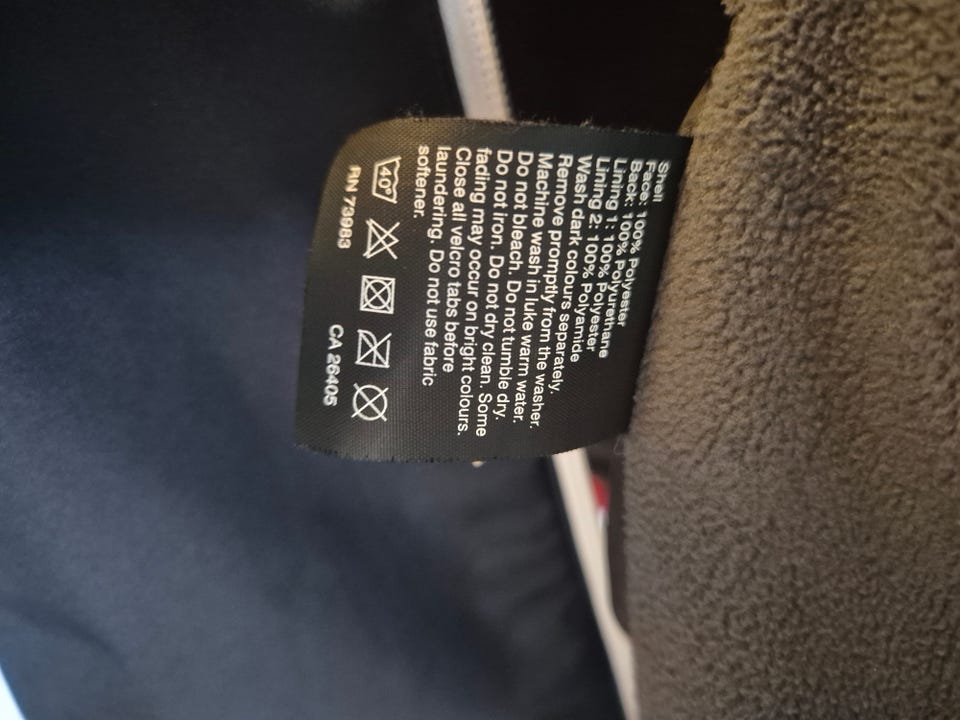 Shell
Face: 100% Polyester
Back: 100% Polyurethane
Lining 1: 100% Polyester
Lining 2: 100% Polyamide
Wash dark colours separately.
Remove promptly from the washer.
Machine wash in luke warm water.
Do not bleach. Do not tumble dry.
Do not iron. Do not dry clean. Some
fading may occur on bright colours.
Close all velcro tabs before
laundering. Do not use fabric
softener.
40°
RN 73983 CA 26405